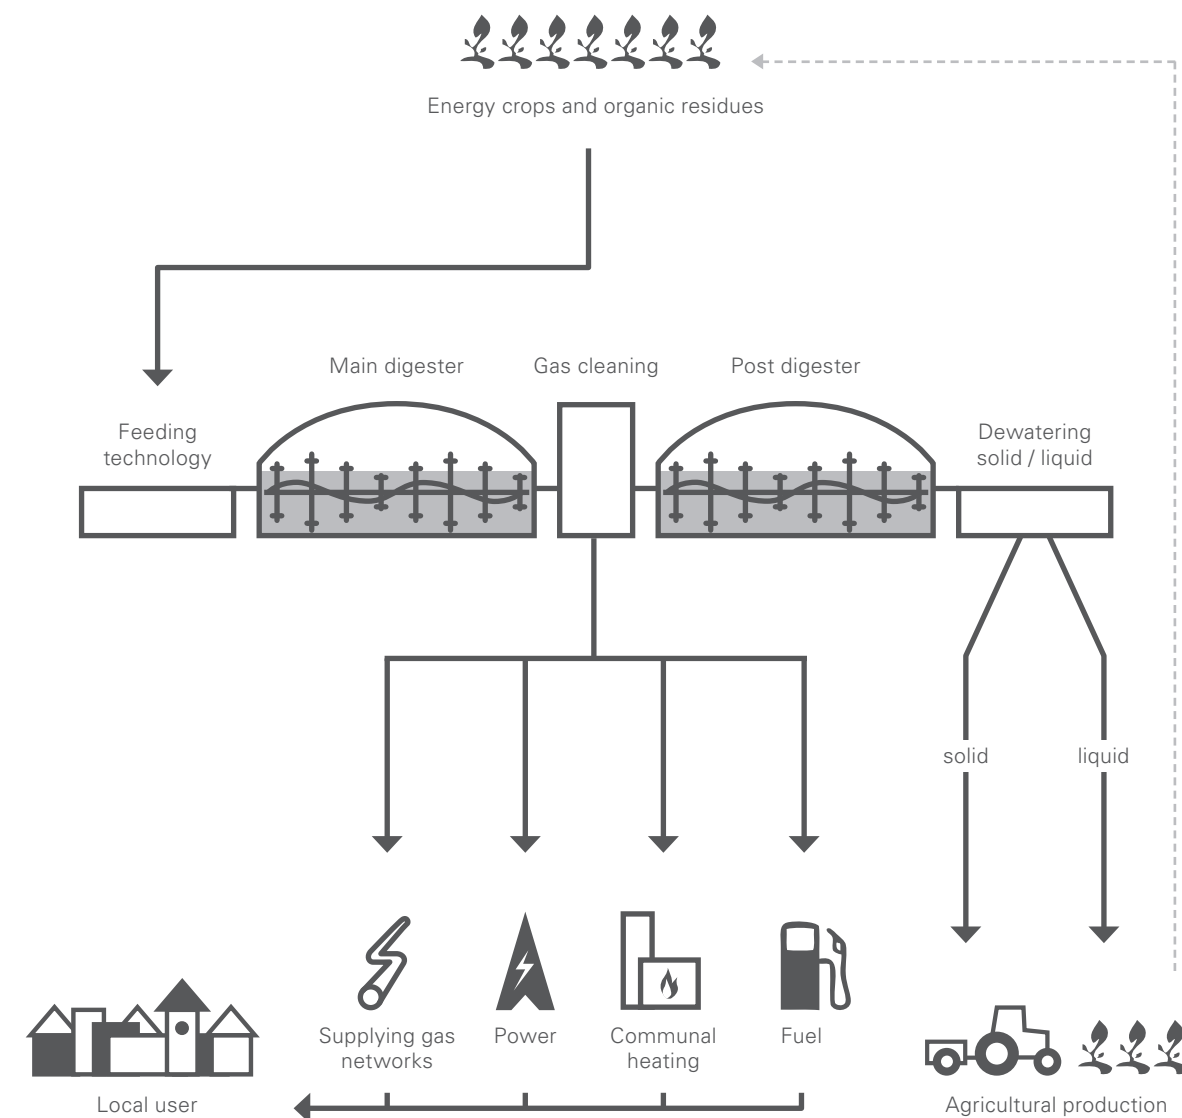 Energy crops and organic residues
Main digester
Gas cleaning
Post digester
Feeding
technology
Dewatering
solid / liquid
solid
liquid
Supplying gas
networks
Power
Communal
heating
Fuel
Local user
Agricultural production